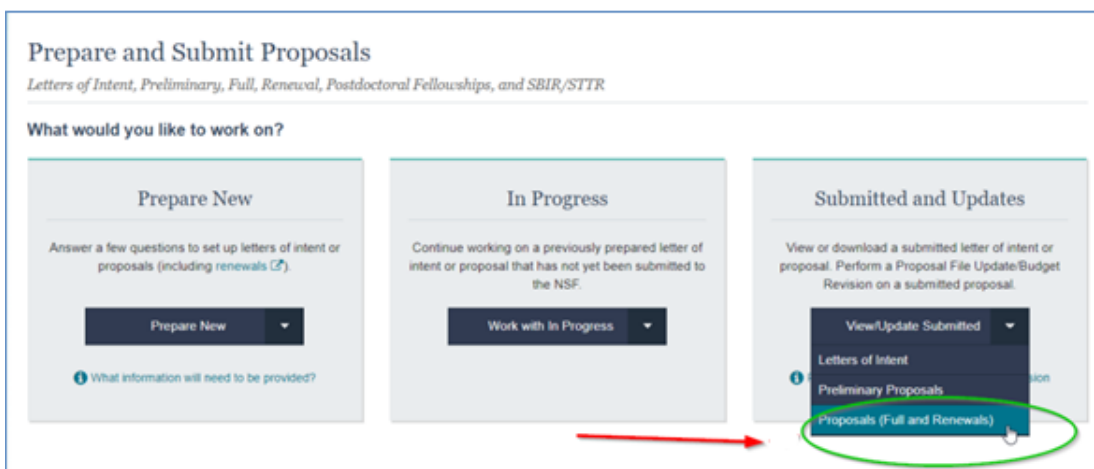 Prepare and Submit Proposals
Letters of Intent, Preliminary, Full, Renewal, Postdoctoral Fellowships, and SBIR/STTR
What would you like to work on?
Prepare New
Answer a few questions to set up letters of intent or
proposals (including renewals).
Prepare New
What information will need to be provided?
In Progress
Continue working on a previously prepared letter of
intent or proposal that has not yet been submitted to
the NSF.
Work with In Progress
Submitted and Updates
View or download a submitted letter of intent or
proposal. Perform a Proposal File Update/Budget
Revision on a submitted proposal.
View/Update Submitted
Letters of Intent
Preliminary Proposals
Proposals (Full and Renewals)